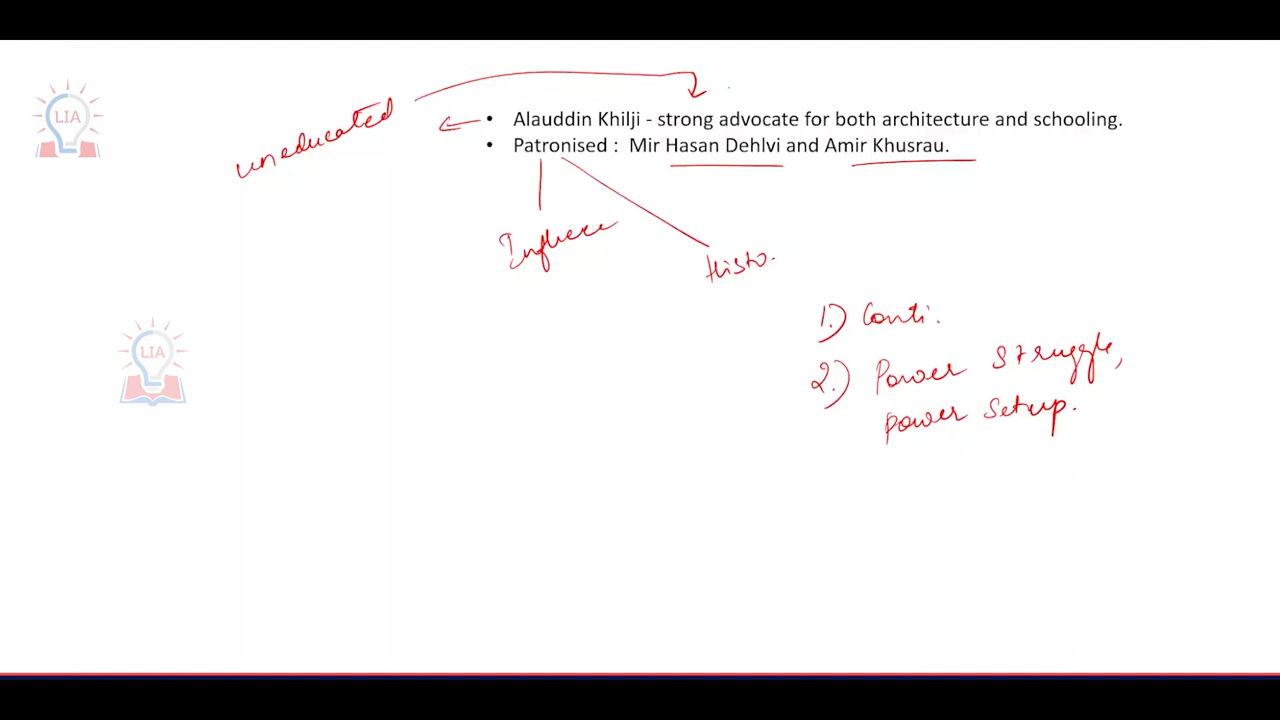 LIA
uneducated
• Alauddin Khilji - strong advocate for both architecture and schooling.
• Patronised : Mir Hasan Dehlvi and Amir Khusrau.
Histo.
1.) Conti.
2.) Power Struggle,
power Setup.
LIA